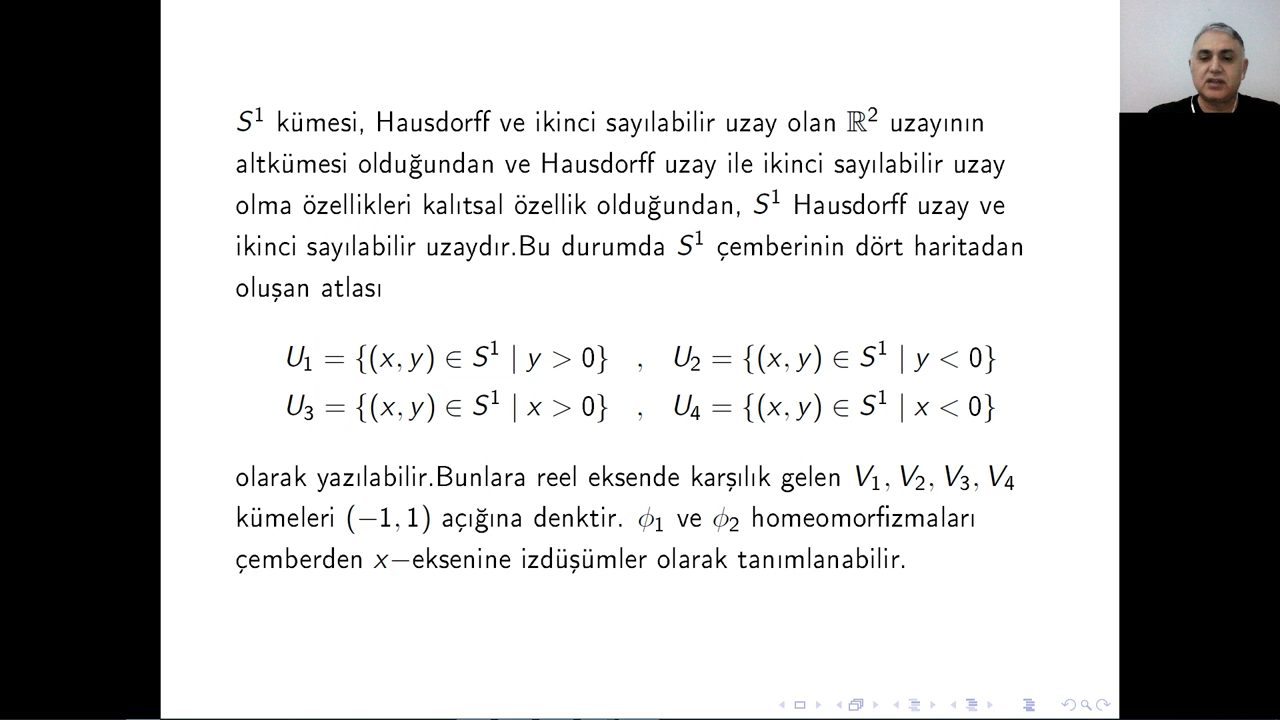 S¹ kümesi, Hausdorff ve ikinci sayılabilir uzay olan ℝ² uzayının
altkümesi olduğundan ve Hausdorff uzay ile ikinci sayılabilir uzay
olma özellikleri kalıtsal özellik olduğundan, S¹ Hausdorff uzay ve
ikinci sayılabilir uzaydır.Bu durumda S¹ çemberinin dört haritadan
oluşan atlası
U₁ = {(x, y) ∈ S¹ | y > 0} , U₂ = {(x, y) ∈ S¹ | y < 0}
U₃ = {(x, y) ∈ S¹ | x > 0} , U₄ = {(x, y) ∈ S¹ | x < 0}
olarak yazılabilir.Bunlara reel eksende karşılık gelen V₁, V₂, V₃, V₄
kümeleri (−1, 1) açığına denktir. ϕ₁ ve ϕ₂ homeomorfizmaları
çemberden x−eksenine izdüşümler olarak tanımlanabilir.